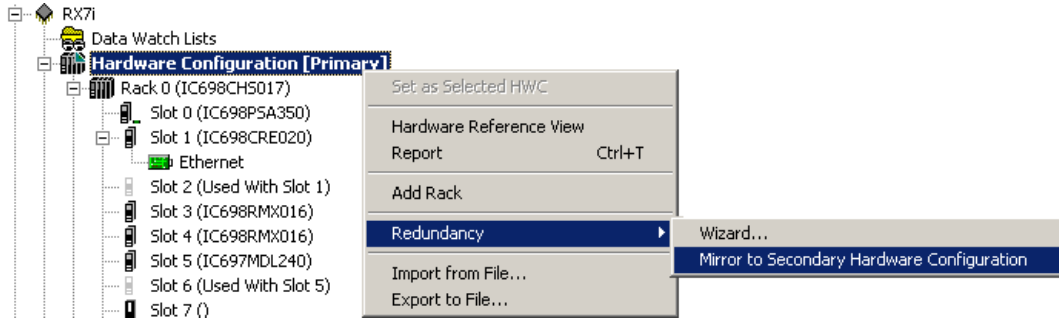 RX7i
Data Watch Lists
Hardware Configuration [Primary]
Rack 0 (IC698CHS017)
Slot 0 (IC698PSA350)
Slot 1 (IC698CRE020)
Ethernet
Slot 2 (Used With Slot 1)
Slot 3 (IC698RMX016)
Slot 4 (IC698RMX016)
Slot 5 (IC697MDL240)
Slot 6 (Used With Slot 5)
Slot 7 ()
Set as Selected HWC
Hardware Reference View
Report Ctrl+T
Add Rack
Redundancy
Import from File...
Export to File...
Wizard...
Mirror to Secondary Hardware Configuration